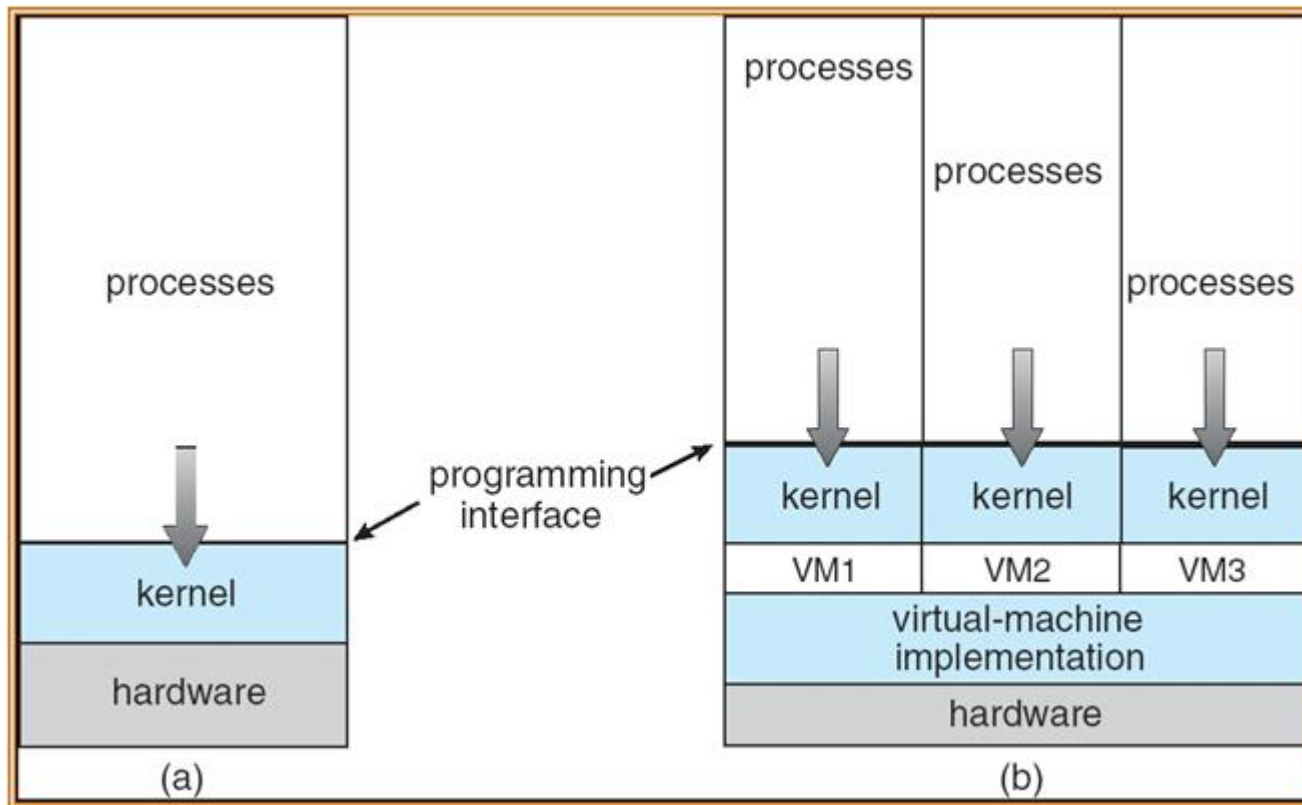 processes
kernel
hardware
(a)
programming
interface
processes
processes
processes
kernel
kernel
kernel
VM1
VM2
VM3
virtual-machine
implementation
hardware
(b)